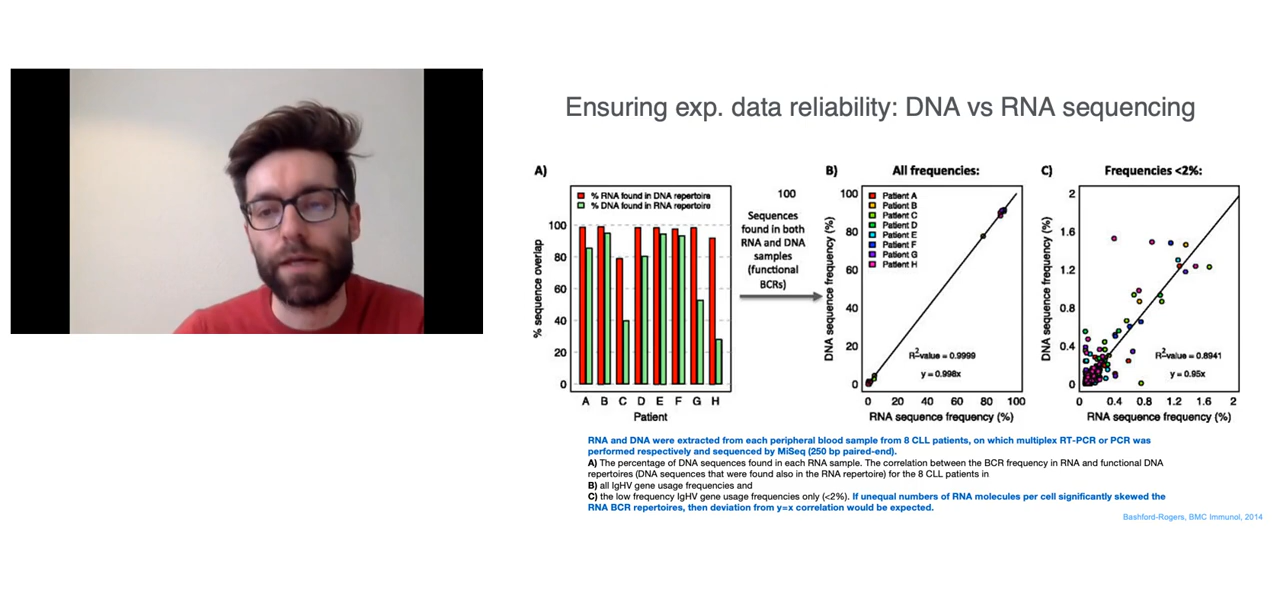 Ensuring exp. data reliability: DNA vs RNA sequencing
A)
% RNA found in DNA repertoire
% DNA found in RNA repertoire
% sequence overlap
100
80
60
40
20
0
A B C D E F G H
Patient
100
Sequences
found in both
RNA and DNA
samples
(functional
BCRs)
B) All frequencies:
DNA sequence frequency (%)
100
80
60
40
20
0
Patient A
Patient B
Patient C
Patient D
Patient E
Patient F
Patient G
Patient H
R²-value = 0.9999
y = 0.998x
0 20 40 60 80 100
RNA sequence frequency (%)
C) Frequencies <2%:
DNA sequence frequency (%)
2
1.6
1.2
0.8
0.4
0
R²-value = 0.8941
y = 0.95x
0 0.4 0.8 1.2 1.6 2
RNA sequence frequency (%)
RNA and DNA were extracted from each peripheral blood sample from 8 CLL patients, on which multiplex RT-PCR or PCR was
performed respectively and sequenced by MiSeq (250 bp paired-end).
A) The percentage of DNA sequences found in each RNA sample. The correlation between the BCR frequency in RNA and functional DNA
repertoires (DNA sequences that were found also in the RNA repertoire) for the 8 CLL patients in
B) all IgHV gene usage frequencies and
C) the low frequency IgHV gene usage frequencies only (<2%). If unequal numbers of RNA molecules per cell significantly skewed the
RNA BCR repertoires, then deviation from y=x correlation would be expected.
Bashford-Rogers, BMC Immunol, 2014